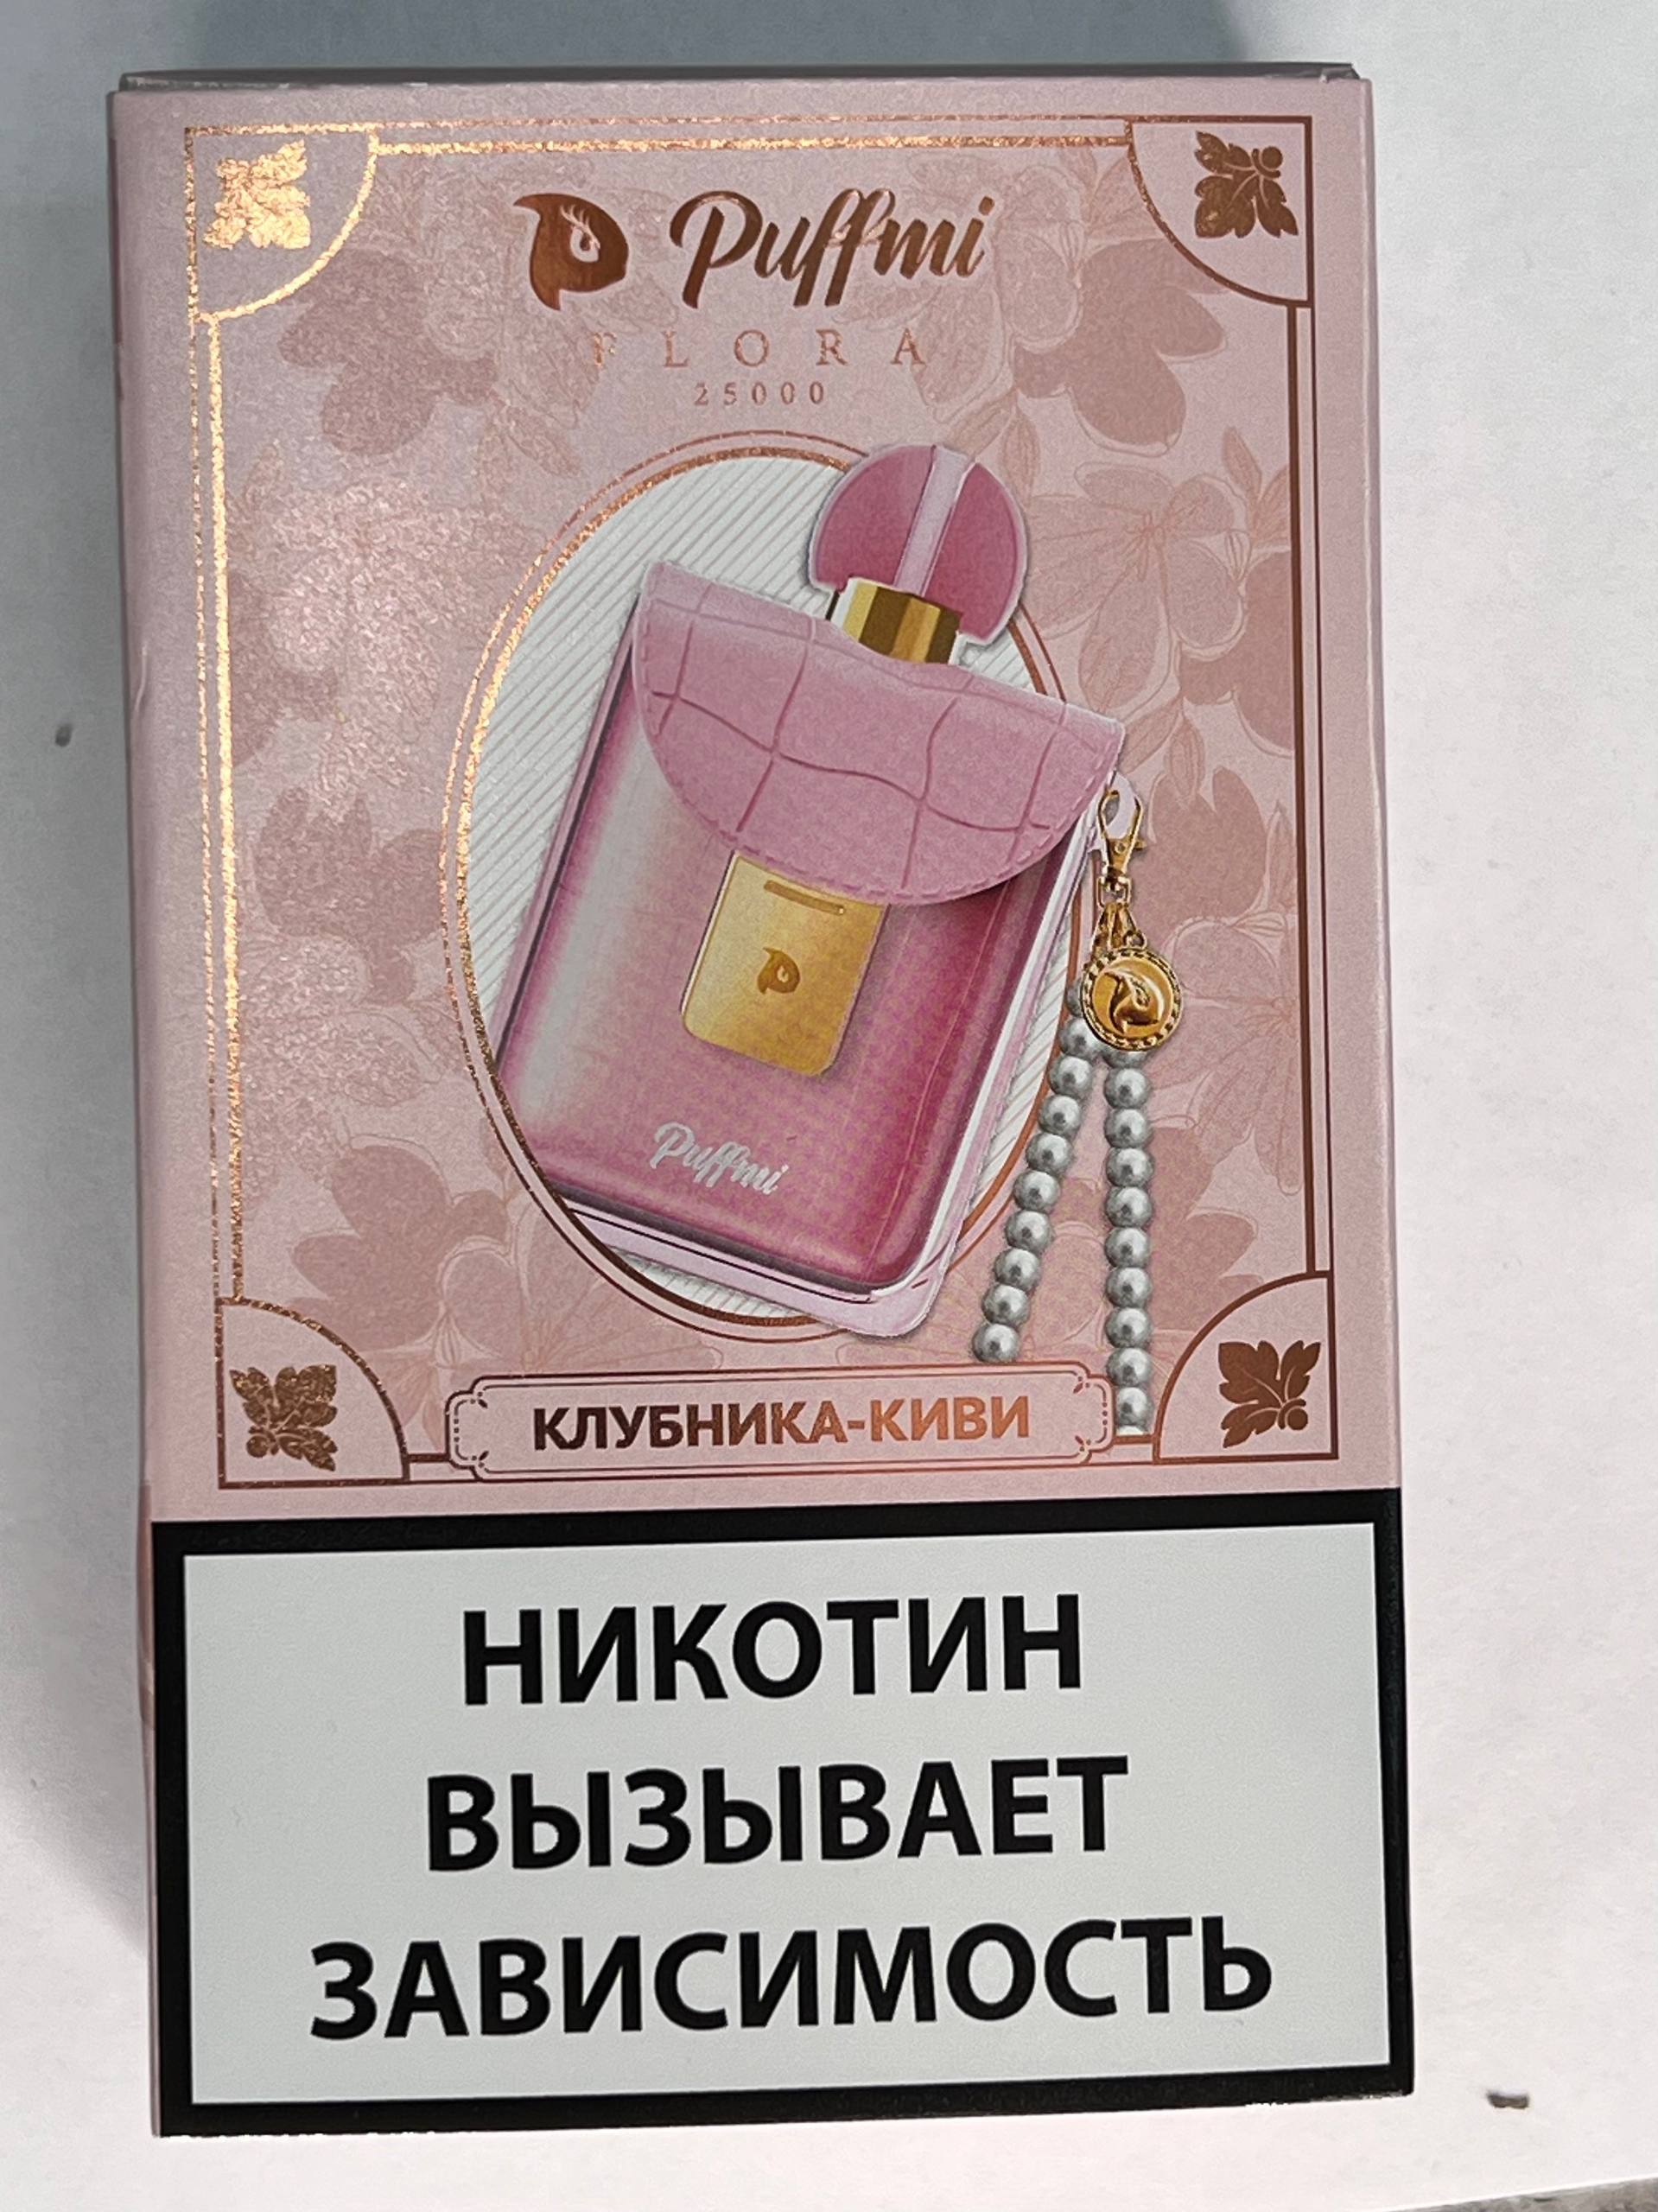 Puffmi
FLORA
25000
Puffmi
КЛУБНИКА-КИВИ
НИКОТИН
ВЫЗЫВАЕТ
ЗАВИСИМОСТЬ